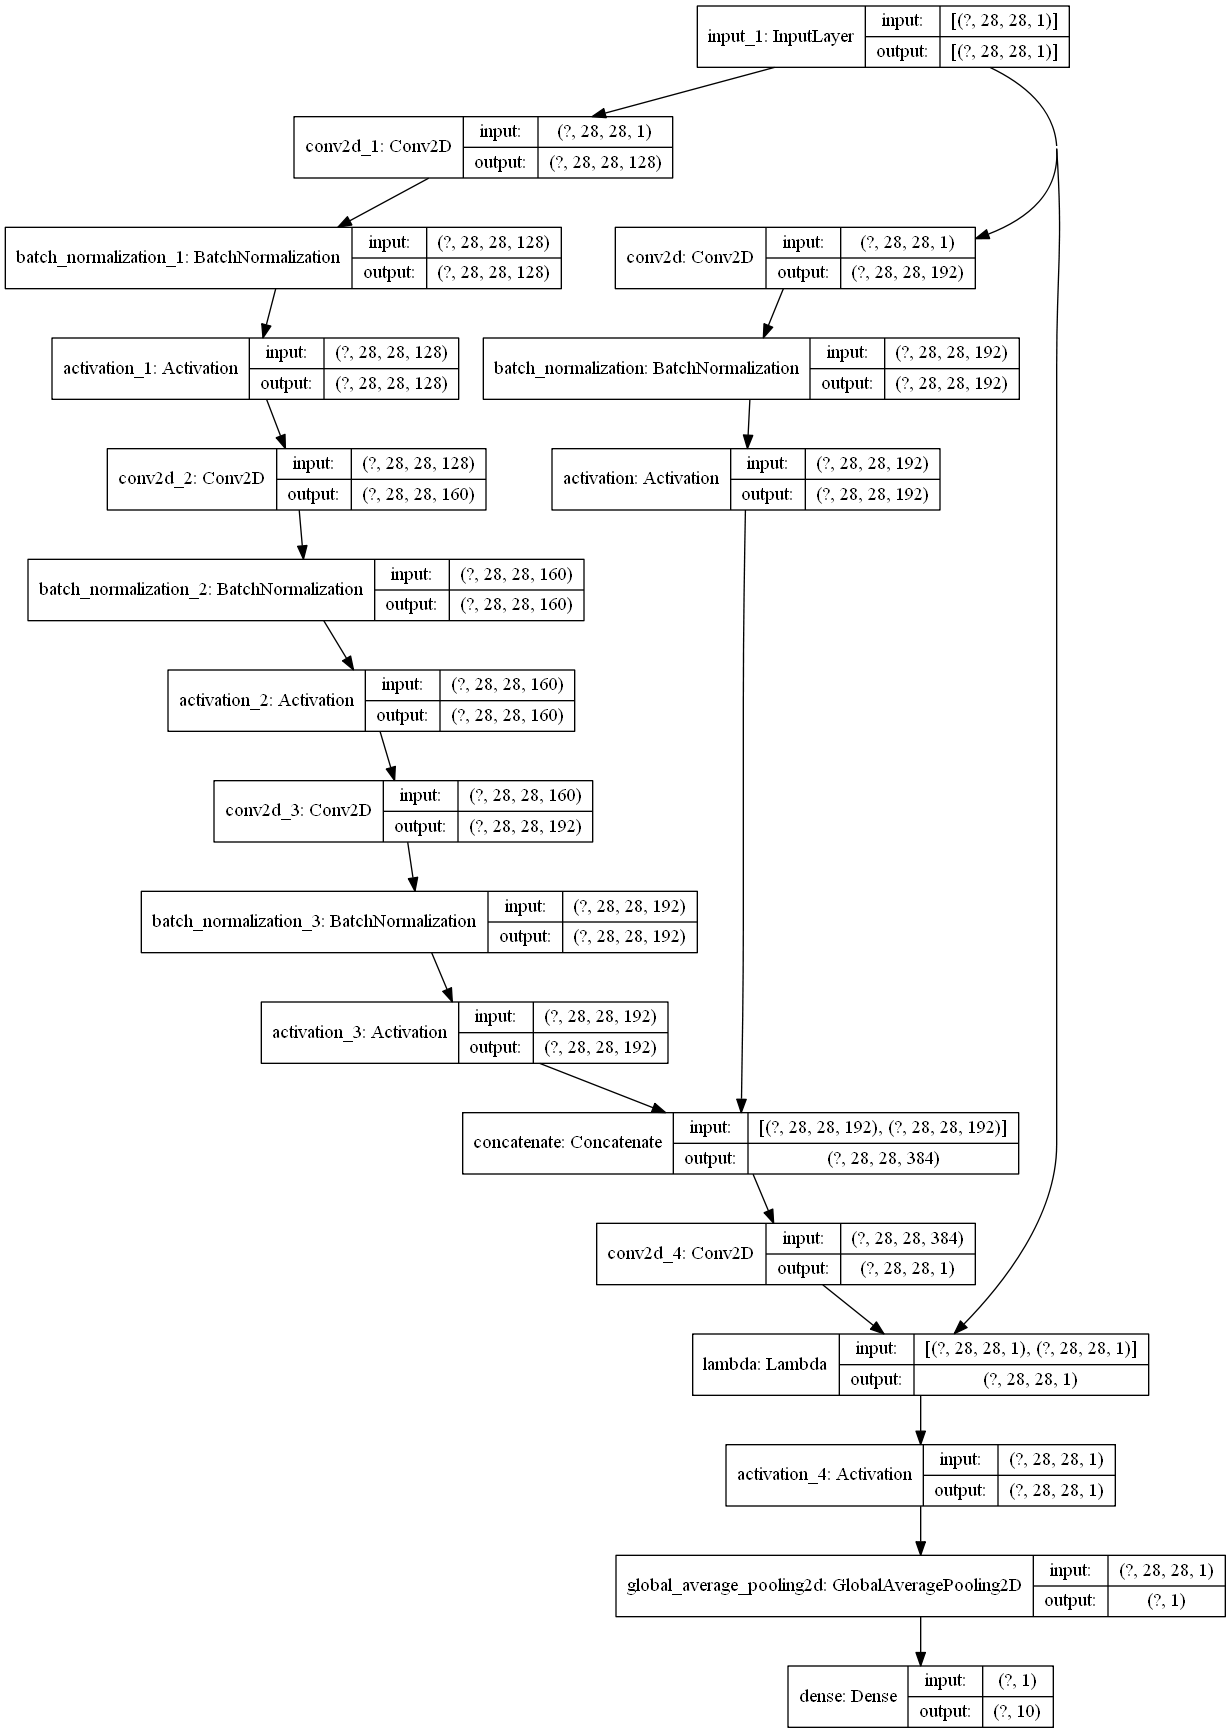 input_1: InputLayer
input: [(?, 28, 28, 1)]
output: [(?, 28, 28, 1)]
conv2d_1: Conv2D
input: (?, 28, 28, 1)
output: (?, 28, 28, 128)
batch_normalization_1: BatchNormalization
input: (?, 28, 28, 128)
output: (?, 28, 28, 128)
conv2d: Conv2D
input: (?, 28, 28, 1)
output: (?, 28, 28, 192)
activation_1: Activation
input: (?, 28, 28, 128)
output: (?, 28, 28, 128)
batch_normalization: BatchNormalization
input: (?, 28, 28, 192)
output: (?, 28, 28, 192)
conv2d_2: Conv2D
input: (?, 28, 28, 128)
output: (?, 28, 28, 160)
activation: Activation
input: (?, 28, 28, 192)
output: (?, 28, 28, 192)
batch_normalization_2: BatchNormalization
input: (?, 28, 28, 160)
output: (?, 28, 28, 160)
activation_2: Activation
input: (?, 28, 28, 160)
output: (?, 28, 28, 160)
conv2d_3: Conv2D
input: (?, 28, 28, 160)
output: (?, 28, 28, 192)
batch_normalization_3: BatchNormalization
input: (?, 28, 28, 192)
output: (?, 28, 28, 192)
activation_3: Activation
input: (?, 28, 28, 192)
output: (?, 28, 28, 192)
concatenate: Concatenate
input: [(?, 28, 28, 192), (?, 28, 28, 192)]
output: (?, 28, 28, 384)
conv2d_4: Conv2D
input: (?, 28, 28, 384)
output: (?, 28, 28, 1)
lambda: Lambda
input: [(?, 28, 28, 1), (?, 28, 28, 1)]
output: (?, 28, 28, 1)
activation_4: Activation
input: (?, 28, 28, 1)
output: (?, 28, 28, 1)
global_average_pooling2d: GlobalAveragePooling2D
input: (?, 28, 28, 1)
output: (?, 1)
dense: Dense
input: (?, 1)
output: (?, 10)